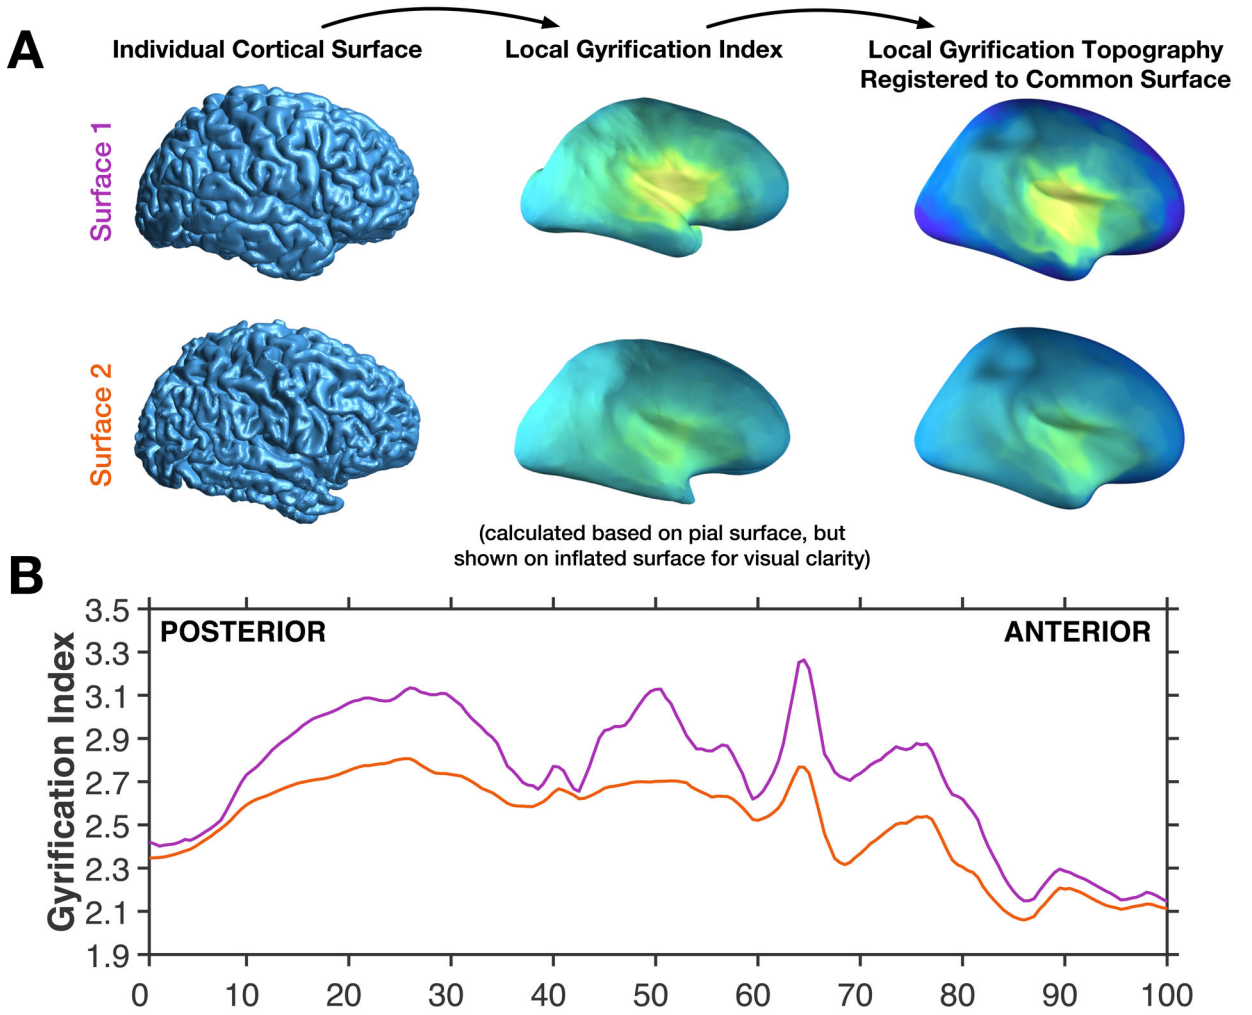 A
Individual Cortical Surface
Local Gyrification Index
Local Gyrification Topography
Registered to Common Surface
Surface 1
Surface 2
(calculated based on pial surface, but
shown on inflated surface for visual clarity)
B
Gyrification Index
3.5
3.3
3.1
2.9
2.7
2.5
2.3
2.1
1.9
POSTERIOR
ANTERIOR
0 10 20 30 40 50 60 70 80 90 100